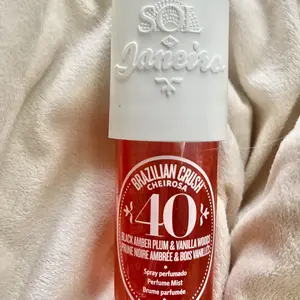 SOL
de
Janeiro
BRAZILIAN CRUSH
CHEIROSA
40
BLACK AMBER PLUM & VANILLA WOODS
PRUNE NOIRE AMBRÉE & BOIS VANILLÉS
Spray perfumado
Perfume Mist
Brume parfumée